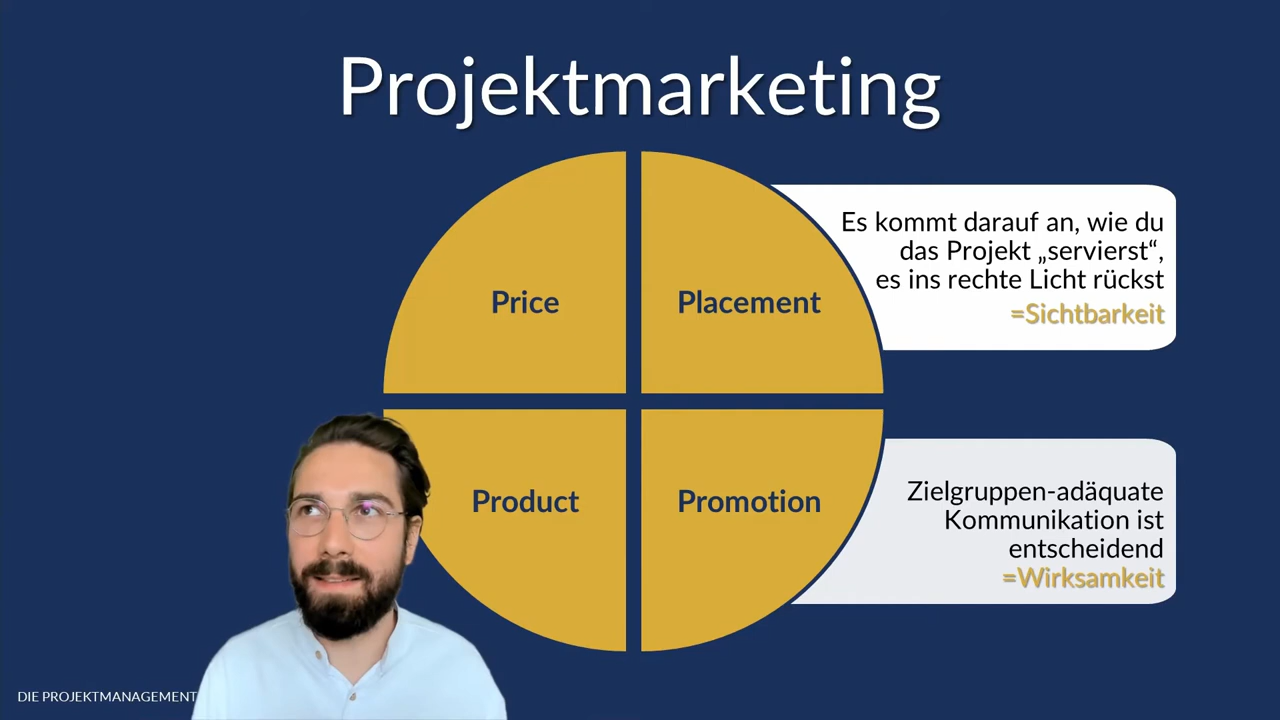 Projektmarketing
Price
Placement
Es kommt darauf an, wie du
das Projekt „servierst“,
es ins rechte Licht rückst
=Sichtbarkeit
Product
Promotion
Zielgruppen-adäquate
Kommunikation ist
entscheidend
=Wirksamkeit
DIE PROJEKTMANAGEMENT